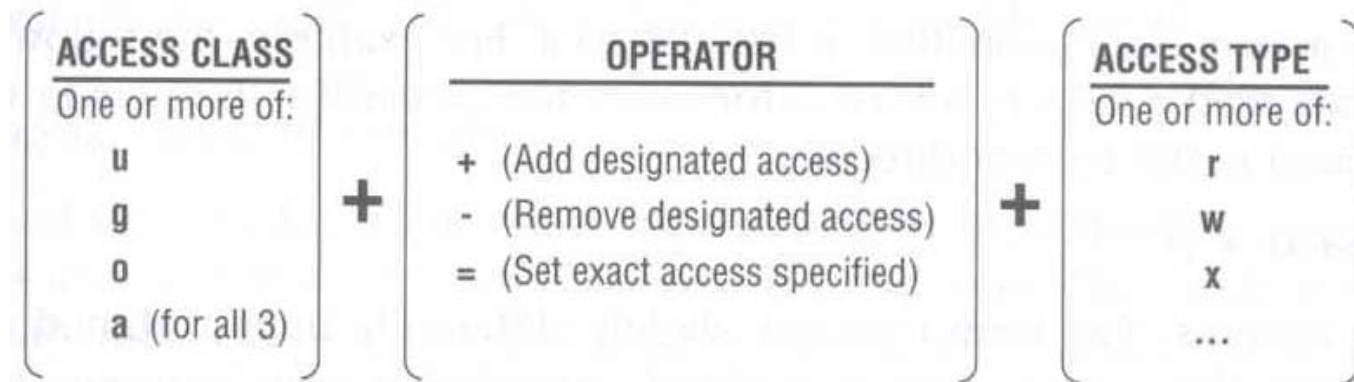 ACCESS CLASS
One or more of:
u
g
o
a (for all 3)
+
OPERATOR
+ (Add designated access)
- (Remove designated access)
= (Set exact access specified)
+
ACCESS TYPE
One or more of:
r
w
x
...